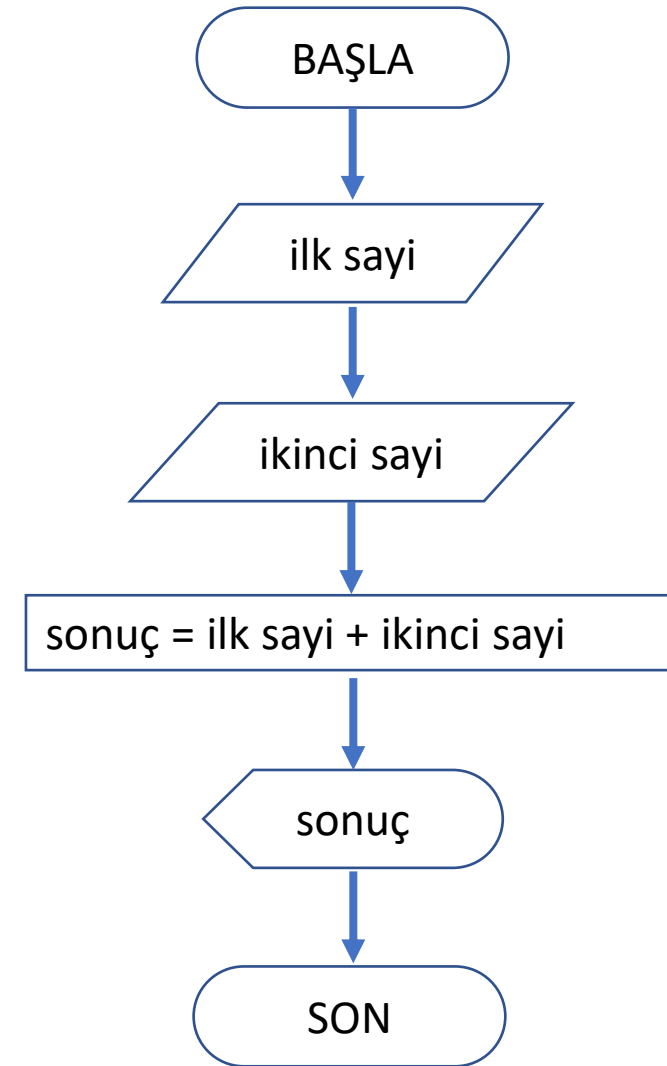 BAŞLA
ilk sayi
ikinci sayi
sonuç = ilk sayi + ikinci sayi
sonuç
SON